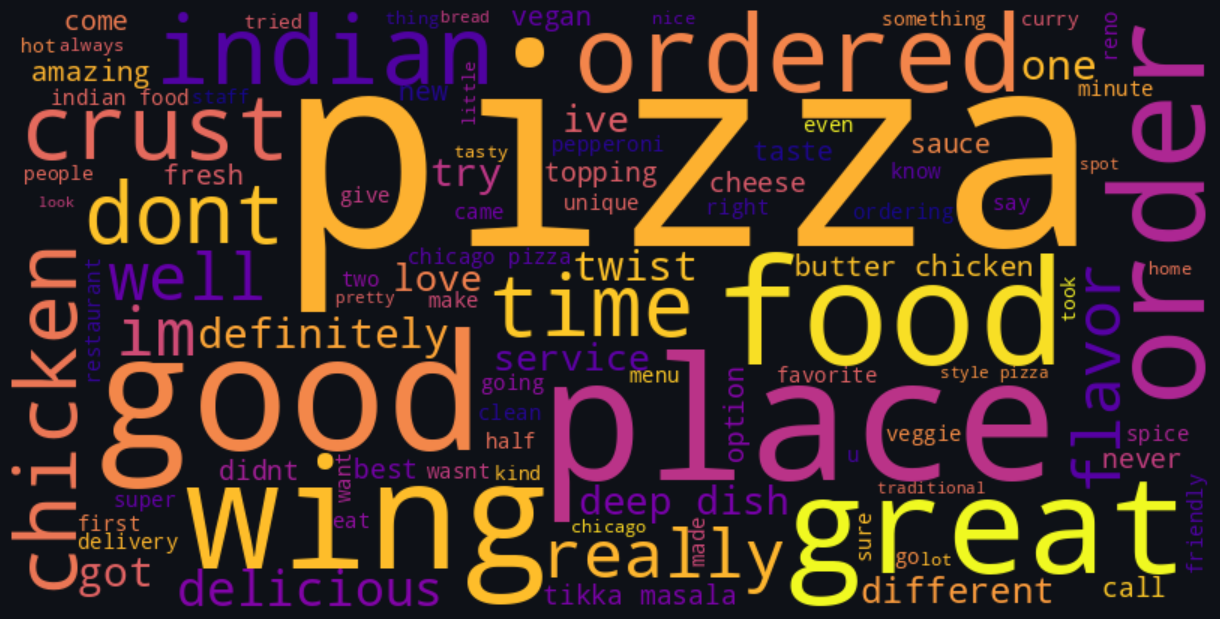 come
tried
thing
bread
vegan
nice
something
curry
reno
hot
always
indian
ordered
one
order
amazing
minute
indian food
staff
new
little
crust
pizza
ive
even
pepperoni
taste
sauce
tasty
know
spot
people
fresh
try
topping
cheese
look
dont
give
came
unique
right
ordering
say
chicken
restaurant
well
chicago pizza
twist
butter chicken
home
two
love
time
food
took
pretty
make
flavor
im
definitely
service
good
going
menu
place
option
favorite
style pizza
clean
half
veggie
spice
u
never
didnt
want
best
wasnt
kind
super
wing
deep dish
traditional
great
friendly
first
eat
chicago
made
sure
delivery
really
go
lot
got
delicious
tikka masala
different
call